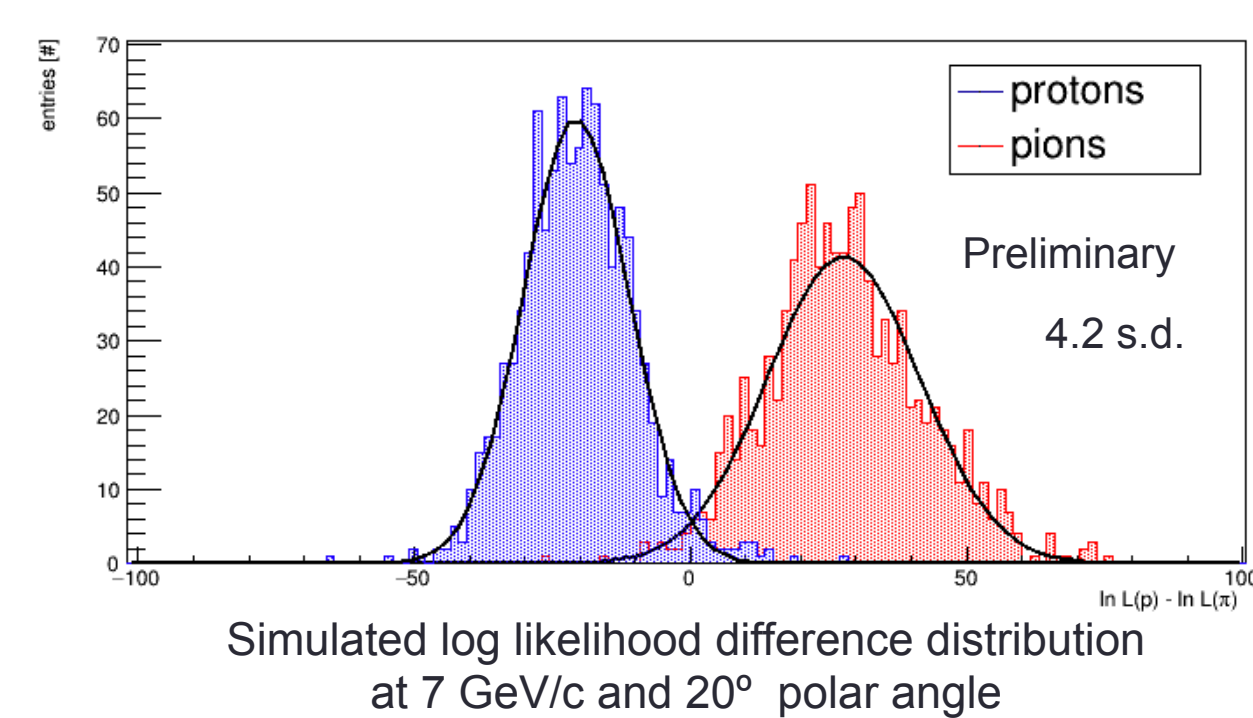 entries [#]
70
60
50
40
30
20
10
0
−100
−50
0
50
100
ln L(p) - ln L(π)
protons
pions
Preliminary
4.2 s.d.
Simulated log likelihood difference distribution
at 7 GeV/c and 20º polar angle